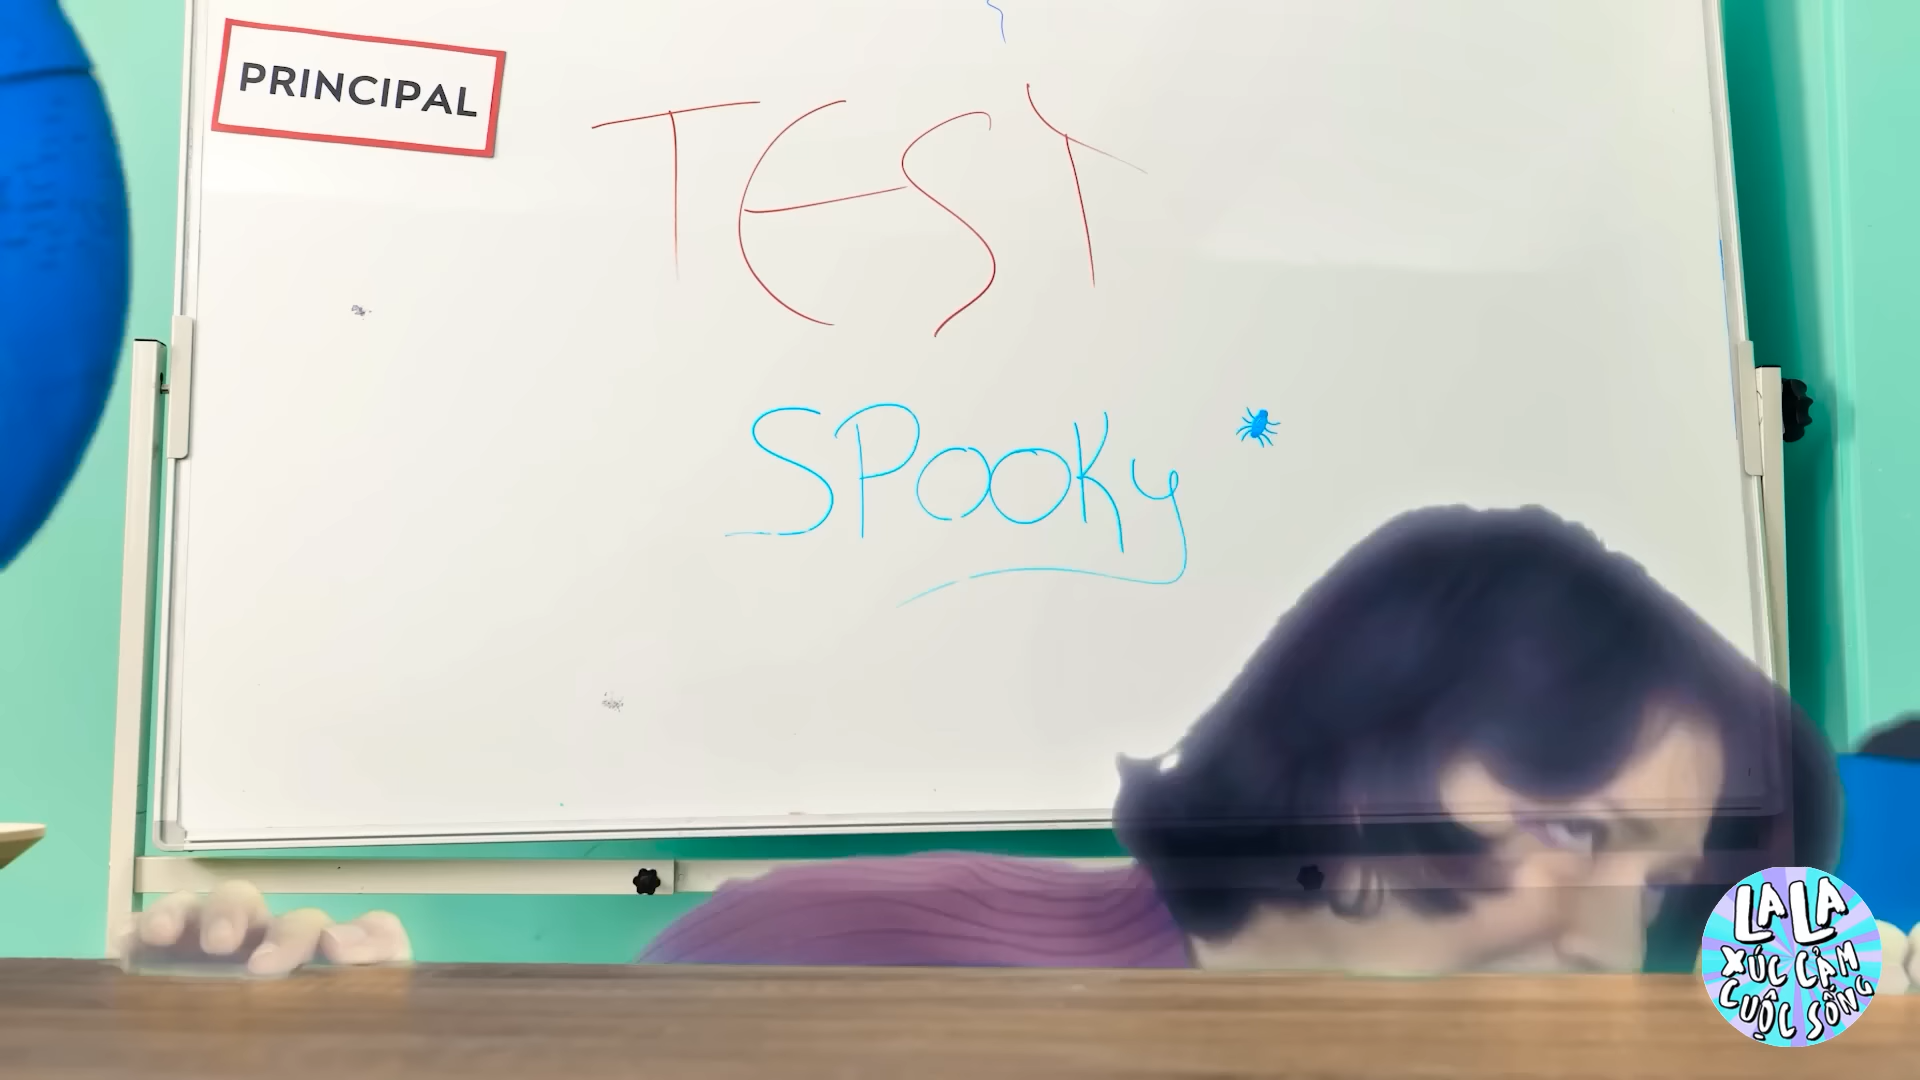 PRINCIPAL
TEST
SPOOKY
LA LA
XÚC CẢM
CUỘC SỐNG